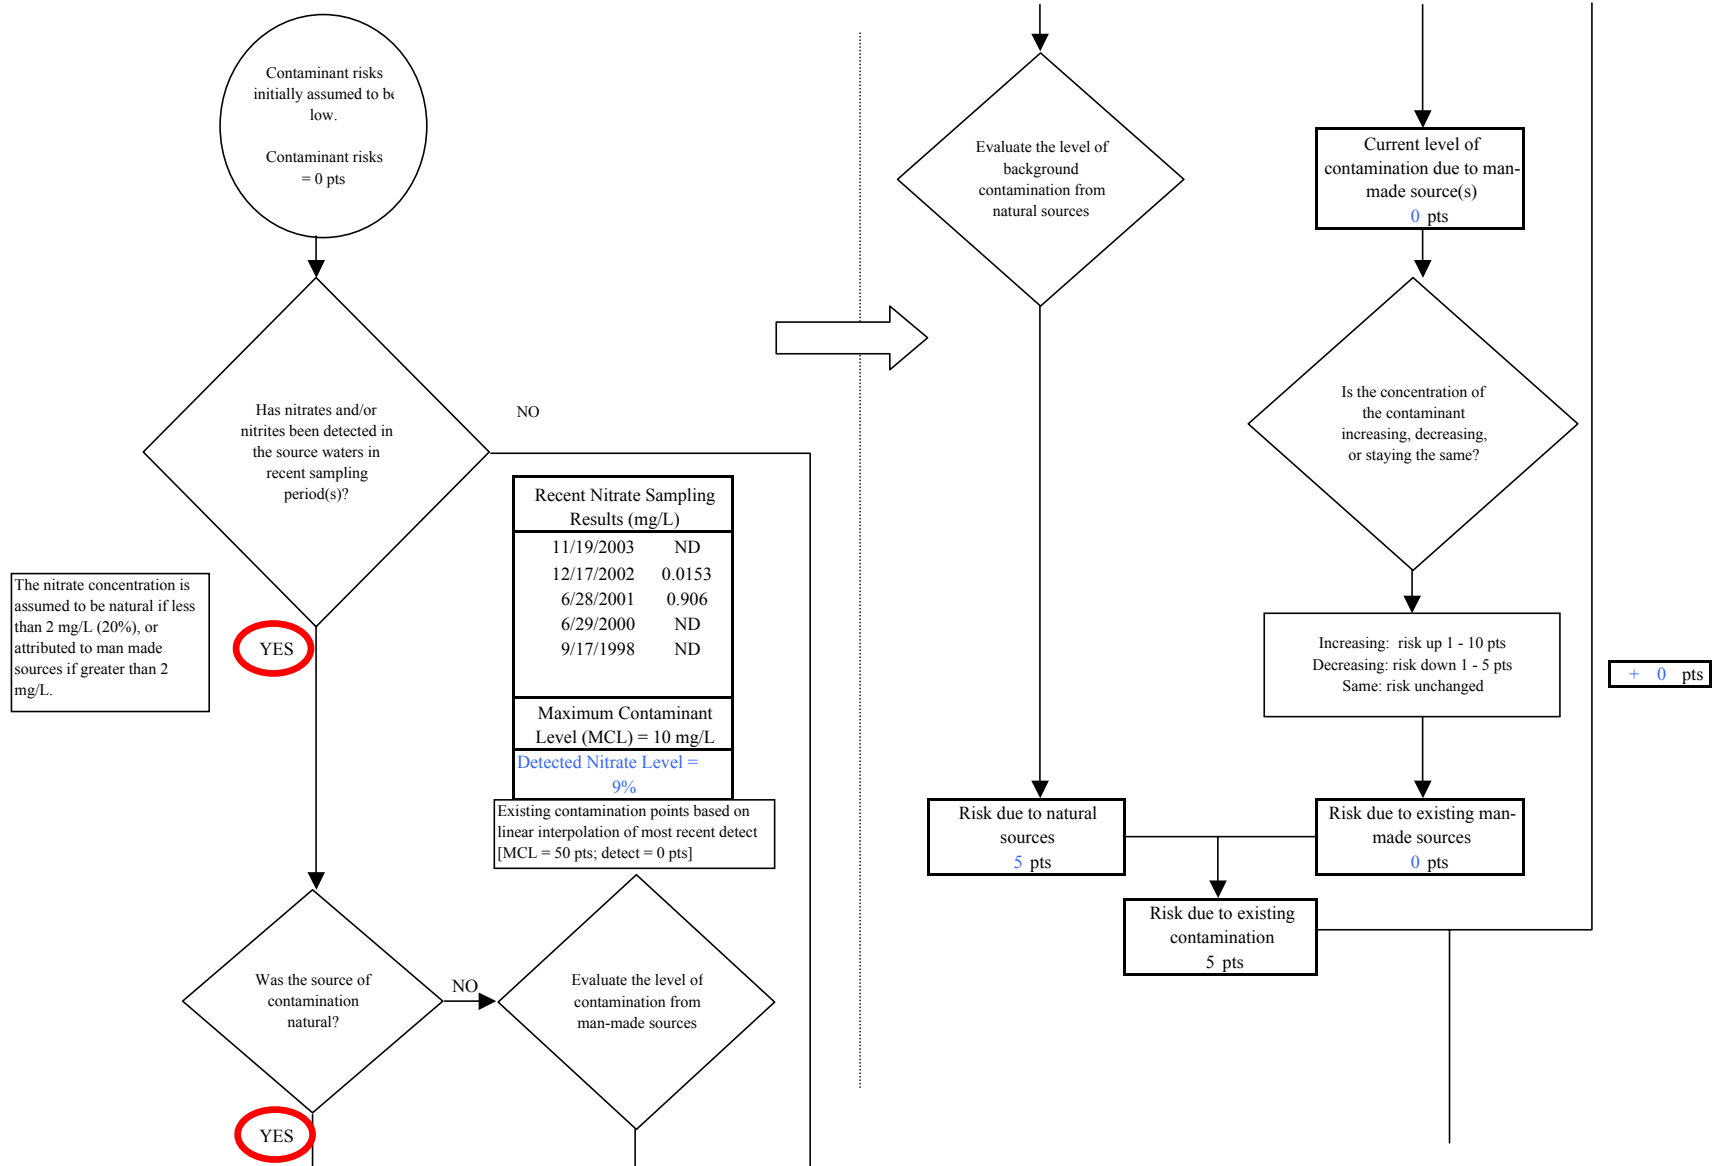 Contaminant risks
initially assumed to be
low.
Contaminant risks
= 0 pts
Has nitrates and/or
nitrites been detected in
the source waters in
recent sampling
period(s)?
NO
The nitrate concentration is
assumed to be natural if less
than 2 mg/L (20%), or
attributed to man made
sources if greater than 2
mg/L.
YES
Recent Nitrate Sampling
Results (mg/L)
11/19/2003 ND
12/17/2002 0.0153
6/28/2001 0.906
6/29/2000 ND
9/17/1998 ND
Maximum Contaminant
Level (MCL) = 10 mg/L
Detected Nitrate Level =
9%
Existing contamination points based on
linear interpolation of most recent detect
[MCL = 50 pts; detect = 0 pts]
Was the source of
contamination
natural?
NO
Evaluate the level of
contamination from
man-made sources
YES
Evaluate the level of
background
contamination from
natural sources
Current level of
contamination due to man-
made source(s)
0 pts
Is the concentration of
the contaminant
increasing, decreasing,
or staying the same?
Increasing: risk up 1 - 10 pts
Decreasing: risk down 1 - 5 pts
Same: risk unchanged
+ 0 pts
Risk due to natural
sources
5 pts
Risk due to existing man-
made sources
0 pts
Risk due to existing
contamination
5 pts